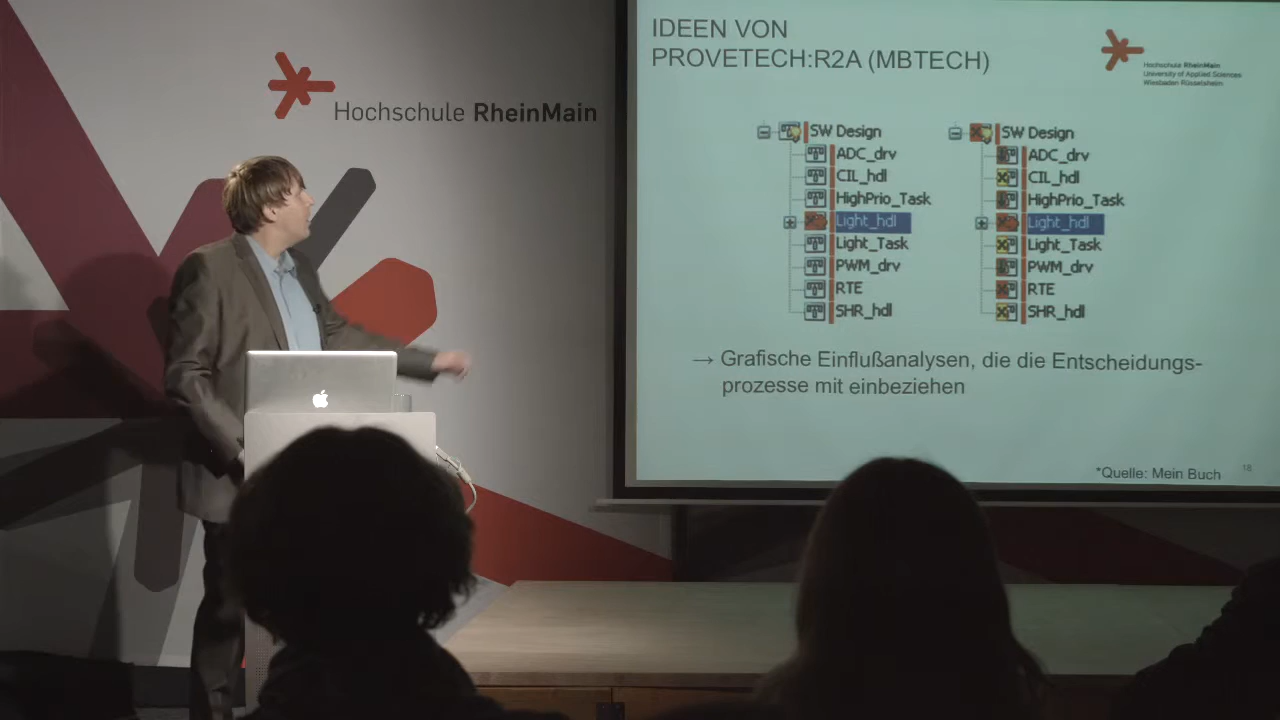 Hochschule RheinMain
IDEEN VON
PROVETECH:R2A (MBTECH)
Hochschule RheinMain
University of Applied Sciences
Wiesbaden Rüsselsheim
SW Design
ADC_drv
CIL_hdl
HighPrio_Task
Light_hdl
Light_Task
PWM_drv
RTE
SHR_hdl
SW Design
ADC_drv
CIL_hdl
HighPrio_Task
Light_hdl
Light_Task
PWM_drv
RTE
SHR_hdl
→ Grafische Einflußanalysen, die die Entscheidungs-
prozesse mit einbeziehen
*Quelle: Mein Buch
18